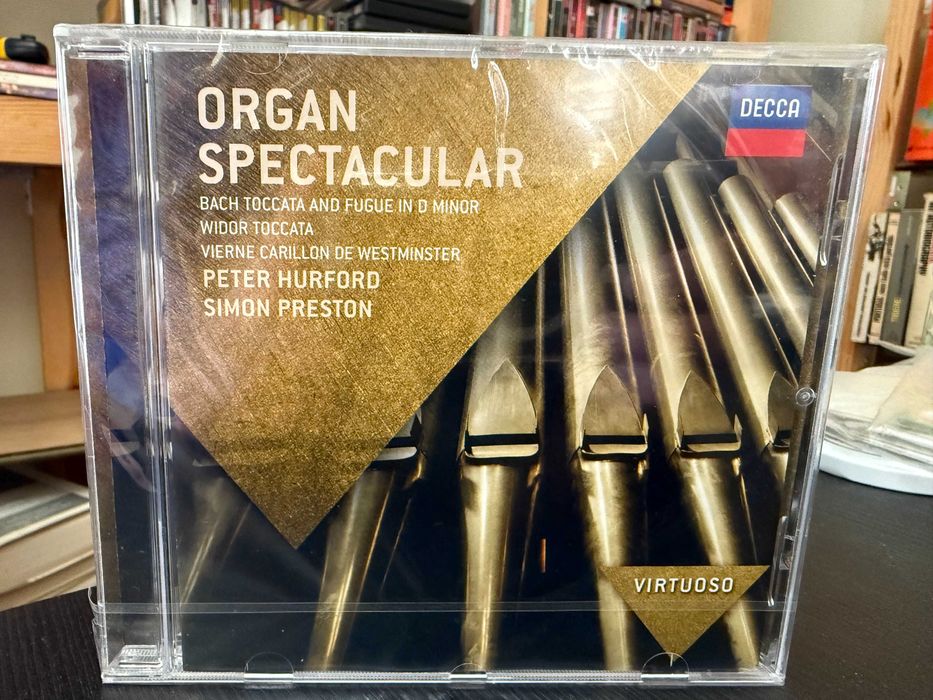 ORGAN
SPECTACULAR
BACH TOCCATA AND FUGUE IN D MINOR
WIDOR TOCCATA
VIERNE CARILLON DE WESTMINSTER
PETER HURFORD
SIMON PRESTON
DECCA
VIRTUOSO